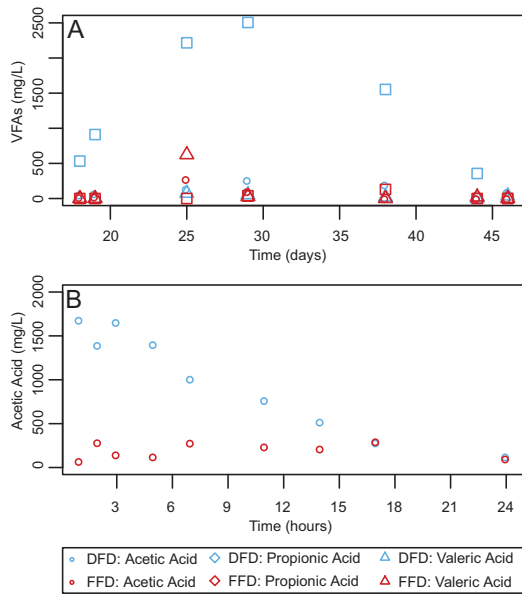 A
VFAs (mg/L)
2500
1500
500
0
20 25 30 35 40 45
Time (days)
B
Acetic Acid (mg/L)
2000
1500
1000
500
0
3 6 9 12 15 18 21 24
Time (hours)
DFD: Acetic Acid DFD: Propionic Acid DFD: Valeric Acid
FFD: Acetic Acid FFD: Propionic Acid FFD: Valeric Acid